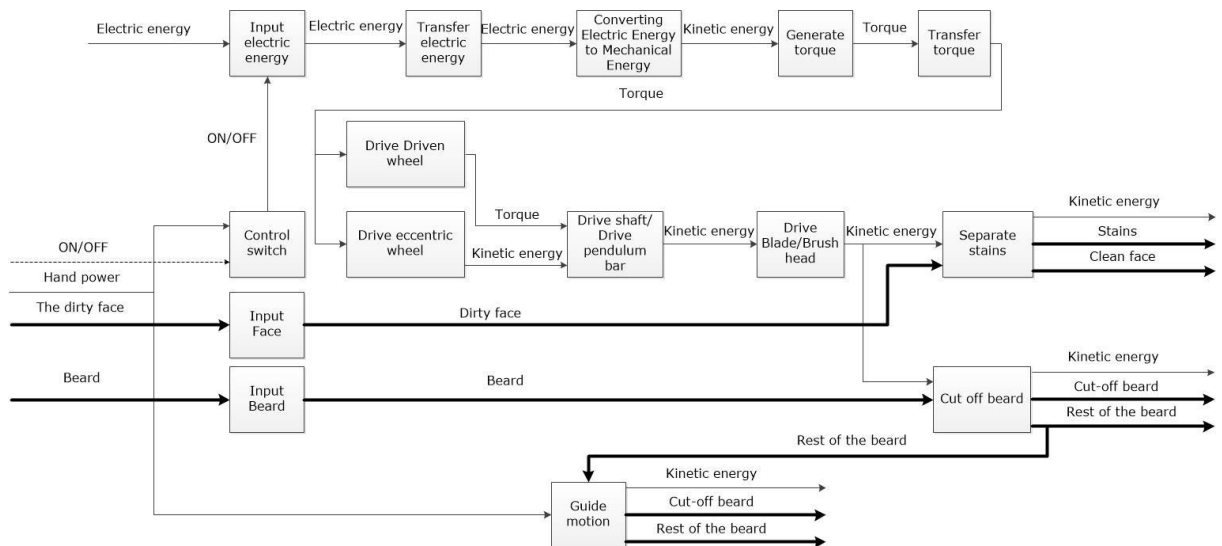 Electric energy
Input
electric
energy
Electric energy
Transfer
electric
energy
Electric energy
Converting
Electric Energy
to Mechanical
Energy
Kinetic energy
Generate
torque
Torque
Transfer
torque
Torque
ON/OFF
Drive Driven
wheel
Torque
Drive eccentric
wheel
Kinetic energy
Drive shaft/
Drive
pendulum
bar
Kinetic energy
Drive
Blade/Brush
head
Kinetic energy
Separate
stains
Kinetic energy
Stains
Clean face
ON/OFF
Control
switch
Hand power
The dirty face
Input
Face
Dirty face
Beard
Input
Beard
Beard
Cut off beard
Kinetic energy
Cut-off beard
Rest of the beard
Rest of the beard
Guide
motion
Kinetic energy
Cut-off beard
Rest of the beard